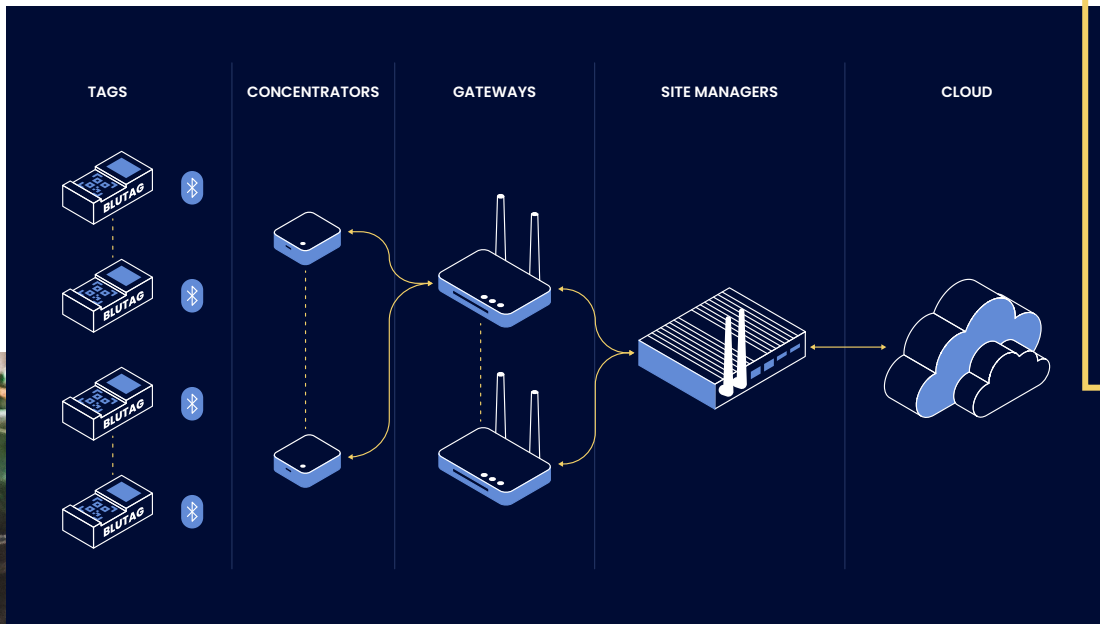 TAGS
CONCENTRATORS
GATEWAYS
SITE MANAGERS
CLOUD
BLUTAG
BLUTAG
BLUTAG
BLUTAG